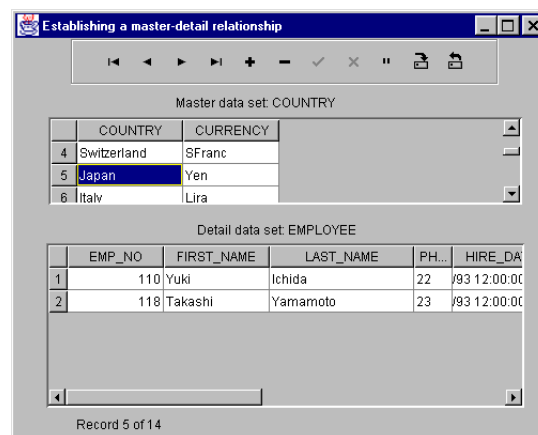 Establishing a master-detail relationship
Master data set: COUNTRY
COUNTRY CURRENCY
4 Switzerland SFranc
5 Japan Yen
6 Italy Lira
Detail data set: EMPLOYEE
EMP_NO FIRST_NAME LAST_NAME PH... HIRE_DA
1 110 Yuki Ichida 22 /93 12:00:00
2 118 Takashi Yamamoto 23 /93 12:00:00
Record 5 of 14